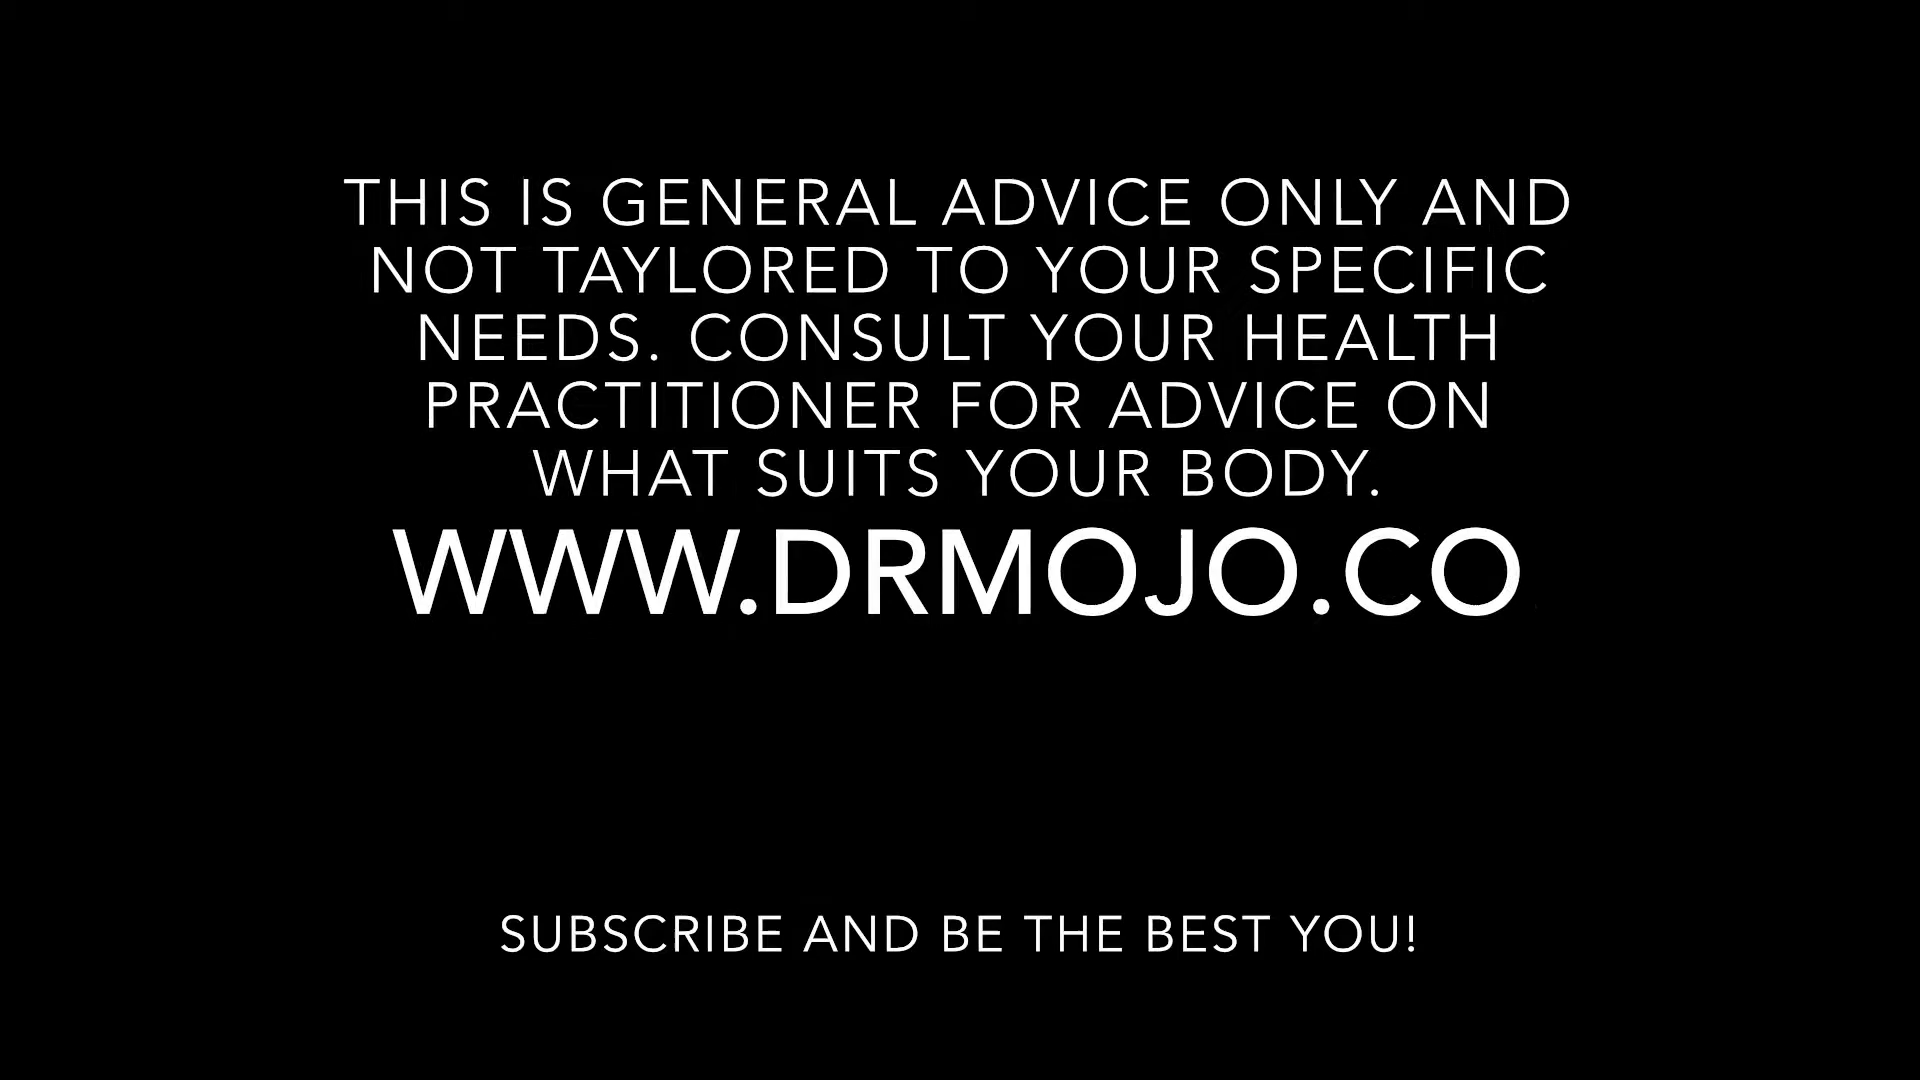 THIS IS GENERAL ADVICE ONLY AND
NOT TAYLORED TO YOUR SPECIFIC
NEEDS. CONSULT YOUR HEALTH
PRACTITIONER FOR ADVICE ON
WHAT SUITS YOUR BODY.
WWW.DRMOJO.CO
SUBSCRIBE AND BE THE BEST YOU!